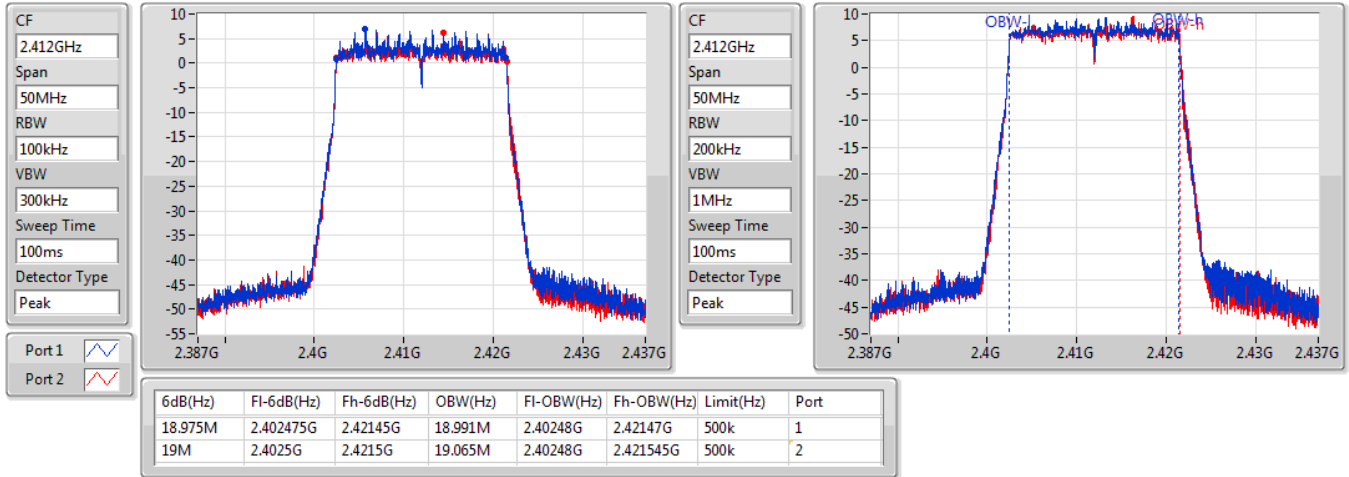 CF
2.412GHz
Span
50MHz
RBW
100kHz
VBW
300kHz
Sweep Time
100ms
Detector Type
Peak
Port 1
Port 2
10
5
0
-5
-10
-15
-20
-25
-30
-35
-40
-45
-50
-55
2.387G 2.4G 2.41G 2.42G 2.43G 2.437G
CF
2.412GHz
Span
50MHz
RBW
200kHz
VBW
1MHz
Sweep Time
100ms
Detector Type
Peak
OBW-l OBW-h
10
5
0
-5
-10
-15
-20
-25
-30
-35
-40
-45
-50
2.387G 2.4G 2.41G 2.42G 2.43G 2.437G
6dB(Hz) Fl-6dB(Hz) Fh-6dB(Hz) OBW(Hz) Fl-OBW(Hz) Fh-OBW(Hz) Limit(Hz) Port
18.975M 2.402475G 2.42145G 18.991M 2.40248G 2.42147G 500k 1
19M 2.4025G 2.4215G 19.065M 2.40248G 2.421545G 500k 2